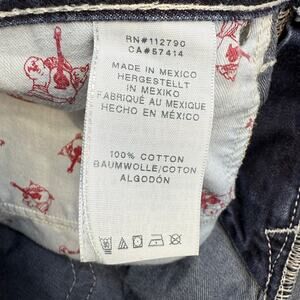 RN#112790
CA#57414
MADE IN MEXICO
HERGESTELLT
IN MEXIKO
FABRIQUÉ AU MEXIQUE
HECHO EN MÉXICO
100% COTTON
BAUMWOLLE/COTON
ALGODÓN